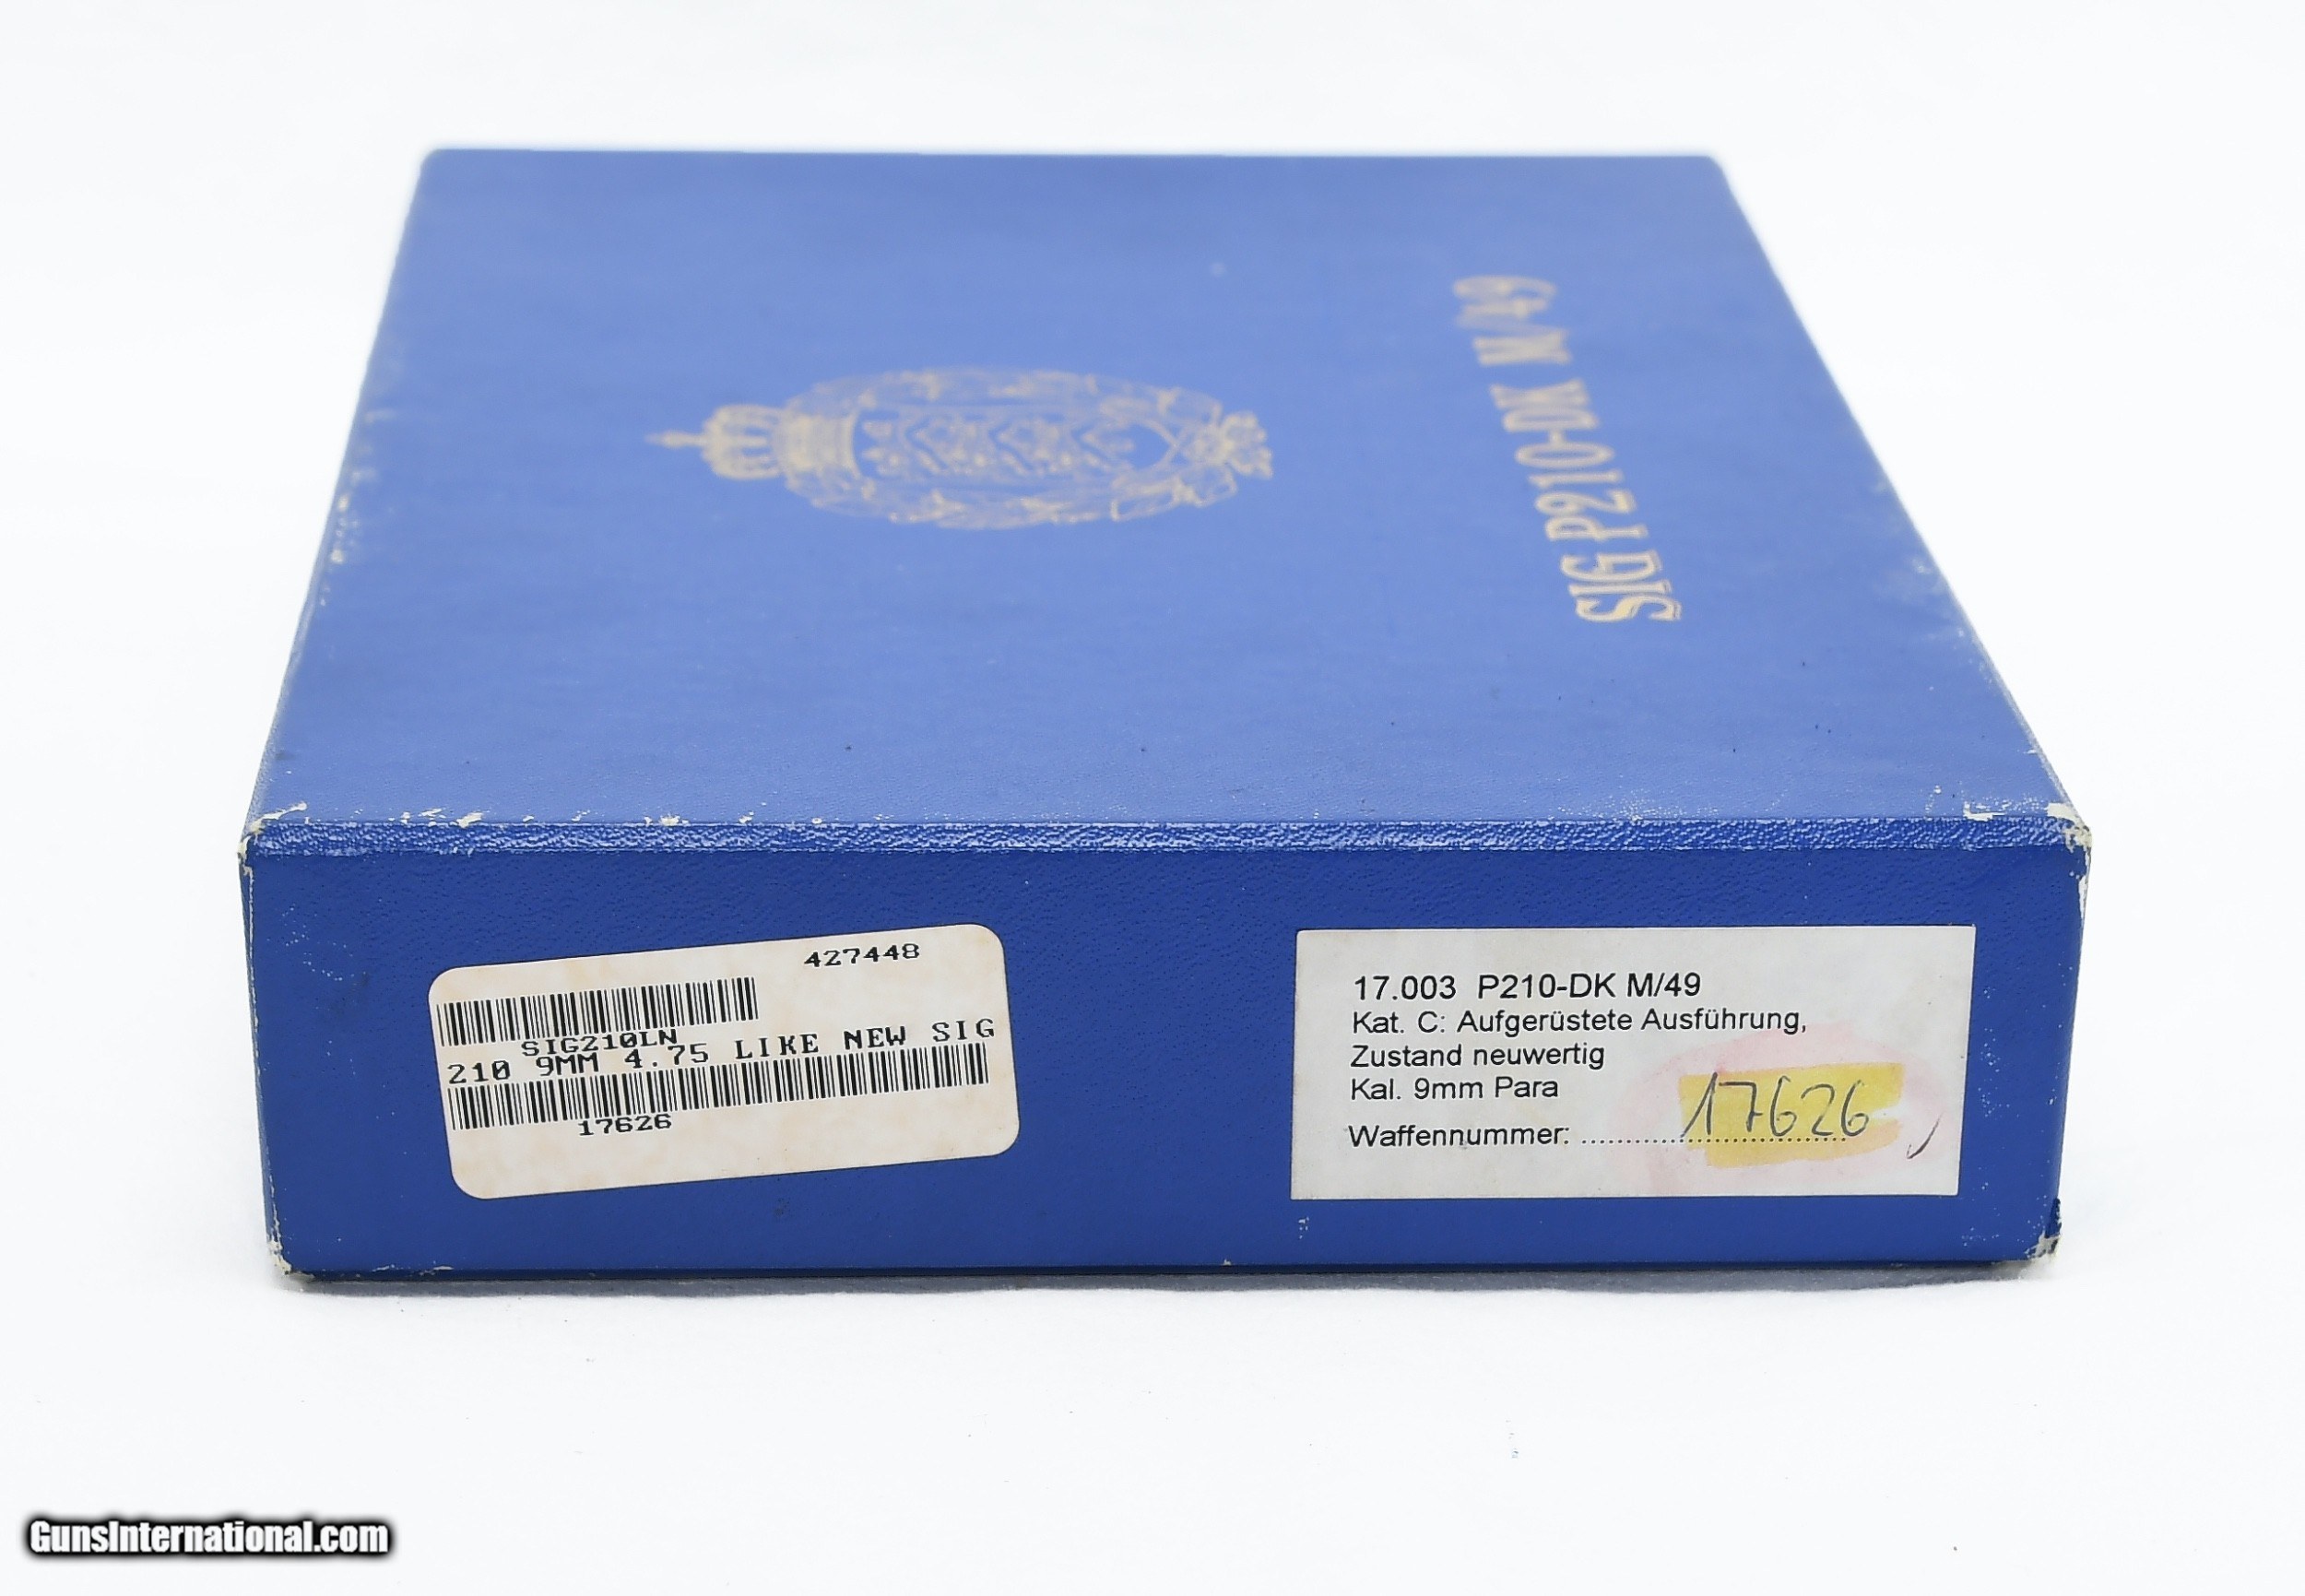 SIG P210-DK M/49
427448
SIG210LN
210 9MM 4.75 LIKE NEW SIG
17626
17.003 P210-DK M/49
Kat. C: Aufgerüstete Ausführung,
Zustand neuwertig
Kal. 9mm Para
Waffennummer: ................................ 17626
GunsInternational.com